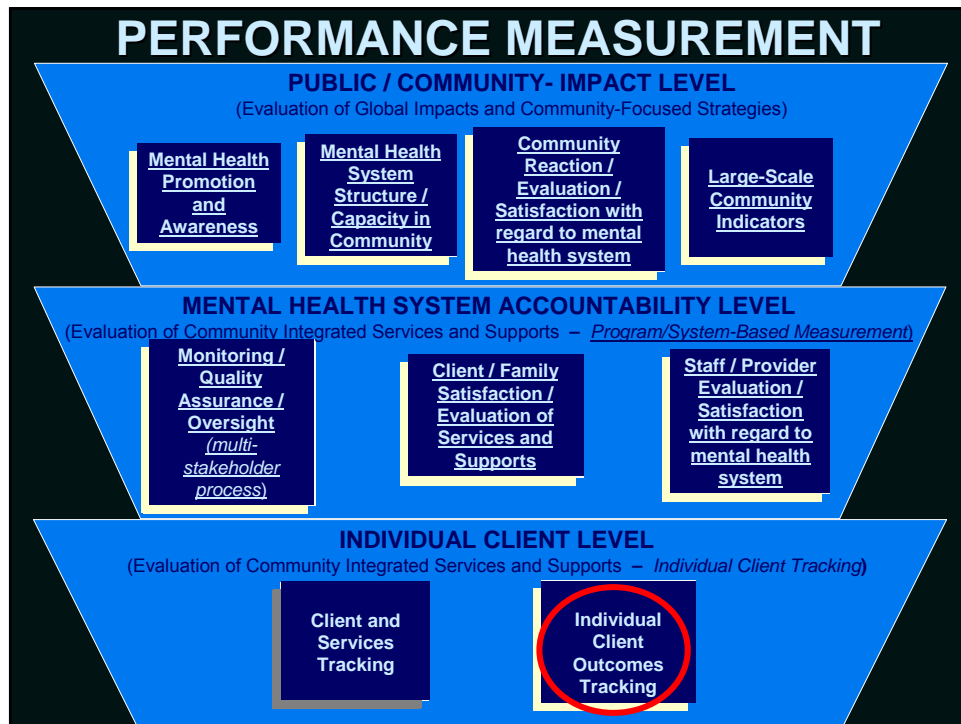 PERFORMANCE MEASUREMENT
PUBLIC / COMMUNITY- IMPACT LEVEL
(Evaluation of Global Impacts and Community-Focused Strategies)
Mental Health
Promotion
and
Awareness
Mental Health
System
Structure /
Capacity in
Community
Community
Reaction /
Evaluation /
Satisfaction with
regard to mental
health system
Large-Scale
Community
Indicators
MENTAL HEALTH SYSTEM ACCOUNTABILITY LEVEL
(Evaluation of Community Integrated Services and Supports – Program/System-Based Measurement)
Monitoring /
Quality
Assurance /
Oversight
(multi-
stakeholder
process)
Client / Family
Satisfaction /
Evaluation of
Services and
Supports
Staff / Provider
Evaluation /
Satisfaction
with regard to
mental health
system
INDIVIDUAL CLIENT LEVEL
(Evaluation of Community Integrated Services and Supports – Individual Client Tracking)
Client and
Services
Tracking
Individual
Client
Outcomes
Tracking